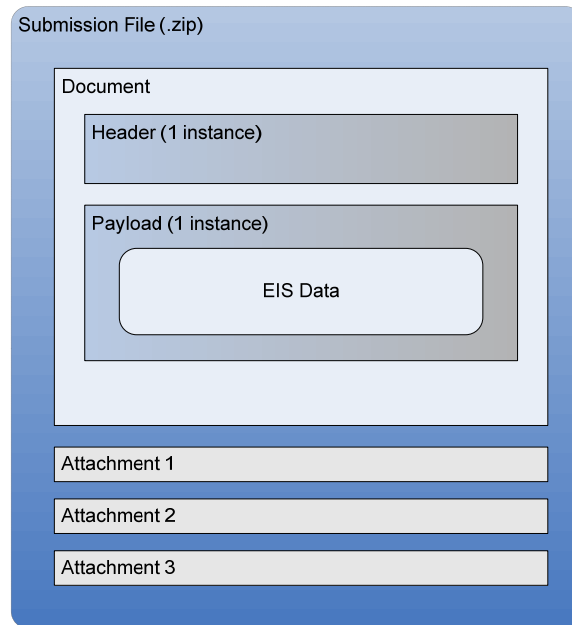 Submission File (.zip)
Document
Header (1 instance)
Payload (1 instance)
EIS Data
Attachment 1
Attachment 2
Attachment 3